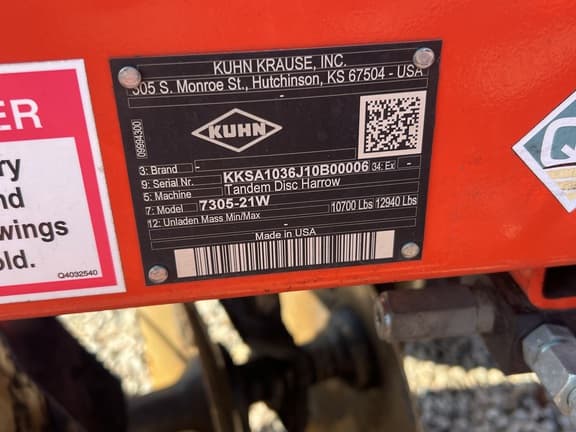 KUHN KRAUSE, INC.
305 S. Monroe St., Hutchinson, KS 67504 - USA
-
KUHN
09994300
3: Brand -
9: Serial Nr. KKSA1036J10B00006 34: Ex -
5: Machine Tandem Disc Harrow
7: Model 7305-21W
12: Unladen Mass Min/Max 10700 Lbs 12940 Lbs
-
Made in USA
ER
ry
nd
wings
old.
Q4032540
Q